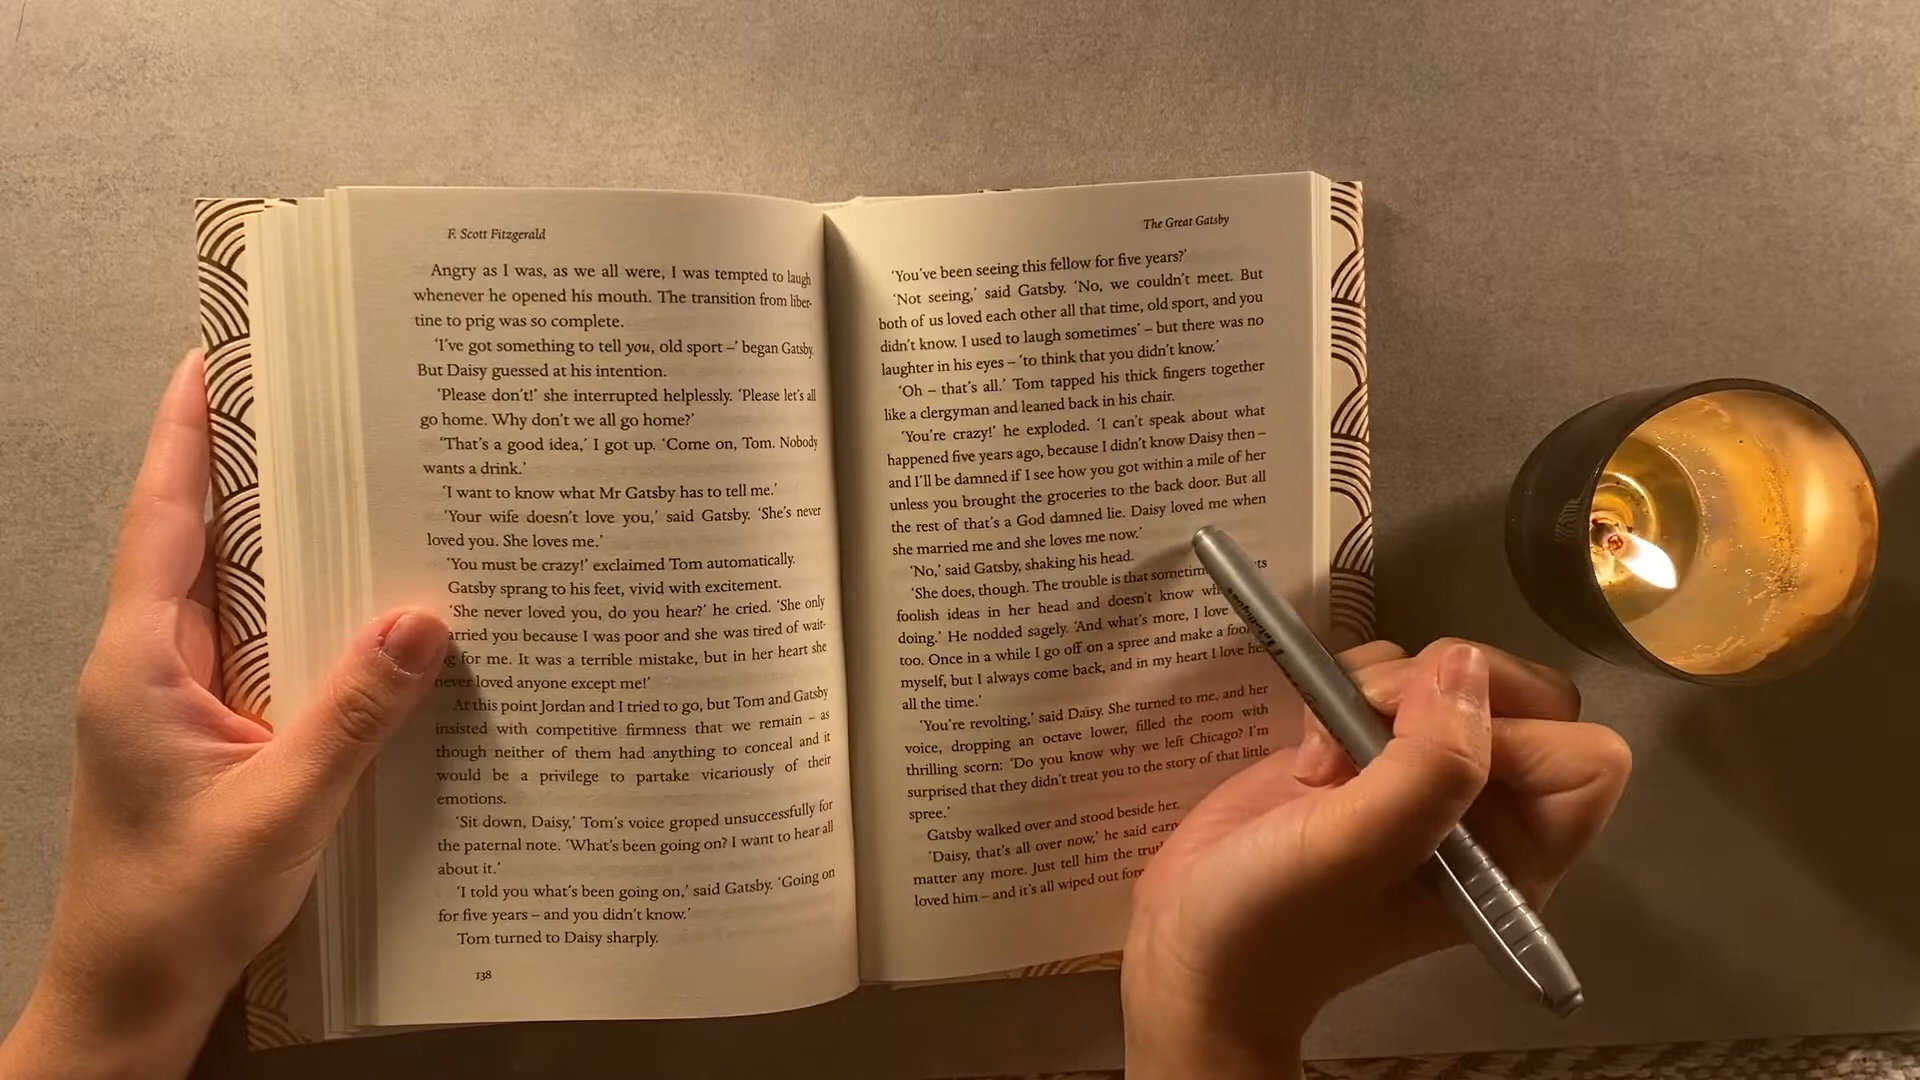 F. Scott Fitzgerald
Angry as I was, as we all were, I was tempted to laugh
whenever he opened his mouth. The transition from liber-
tine to prig was so complete.
‘I’ve got something to tell you, old sport –’ began Gatsby.
But Daisy guessed at his intention.
‘Please don’t!’ she interrupted helplessly. ‘Please let’s all
go home. Why don’t we all go home?’
‘That’s a good idea,’ I got up. ‘Come on, Tom. Nobody
wants a drink.’
‘I want to know what Mr Gatsby has to tell me.’
‘Your wife doesn’t love you,’ said Gatsby. ‘She’s never
loved you. She loves me.’
‘You must be crazy!’ exclaimed Tom automatically.
Gatsby sprang to his feet, vivid with excitement.
‘She never loved you, do you hear?’ he cried. ‘She only
arried you because I was poor and she was tired of wait-
g for me. It was a terrible mistake, but in her heart she
never loved anyone except me!’
At this point Jordan and I tried to go, but Tom and Gatsby
insisted with competitive firmness that we remain – as
though neither of them had anything to conceal and it
would be a privilege to partake vicariously of their
emotions.
‘Sit down, Daisy,’ Tom’s voice groped unsuccessfully for
the paternal note. ‘What’s been going on? I want to hear all
about it.’
‘I told you what’s been going on,’ said Gatsby. ‘Going on
for five years – and you didn’t know.’
Tom turned to Daisy sharply.
138
The Great Gatsby
‘You’ve been seeing this fellow for five years?’
‘Not seeing,’ said Gatsby. ‘No, we couldn’t meet. But
both of us loved each other all that time, old sport, and you
didn’t know. I used to laugh sometimes’ – but there was no
laughter in his eyes – ‘to think that you didn’t know.’
‘Oh – that’s all.’ Tom tapped his thick fingers together
like a clergyman and leaned back in his chair.
‘You’re crazy!’ he exploded. ‘I can’t speak about what
happened five years ago, because I didn’t know Daisy then –
and I’ll be damned if I see how you got within a mile of her
unless you brought the groceries to the back door. But all
the rest of that’s a God damned lie. Daisy loved me when
she married me and she loves me now.’
‘No,’ said Gatsby, shaking his head.
‘She does, though. The trouble is that sometim ts
foolish ideas in her head and doesn’t know wh
doing.’ He nodded sagely. ‘And what’s more, I love
too. Once in a while I go off on a spree and make a foo
myself, but I always come back, and in my heart I love he
all the time.’
‘You’re revolting,’ said Daisy. She turned to me, and her
voice, dropping an octave lower, filled the room with
thrilling scorn: ‘Do you know why we left Chicago? I’m
surprised that they didn’t treat you to the story of that little
spree.’
Gatsby walked over and stood beside her.
‘Daisy, that’s all over now,’ he said earn
matter any more. Just tell him the trut
loved him – and it’s all wiped out for